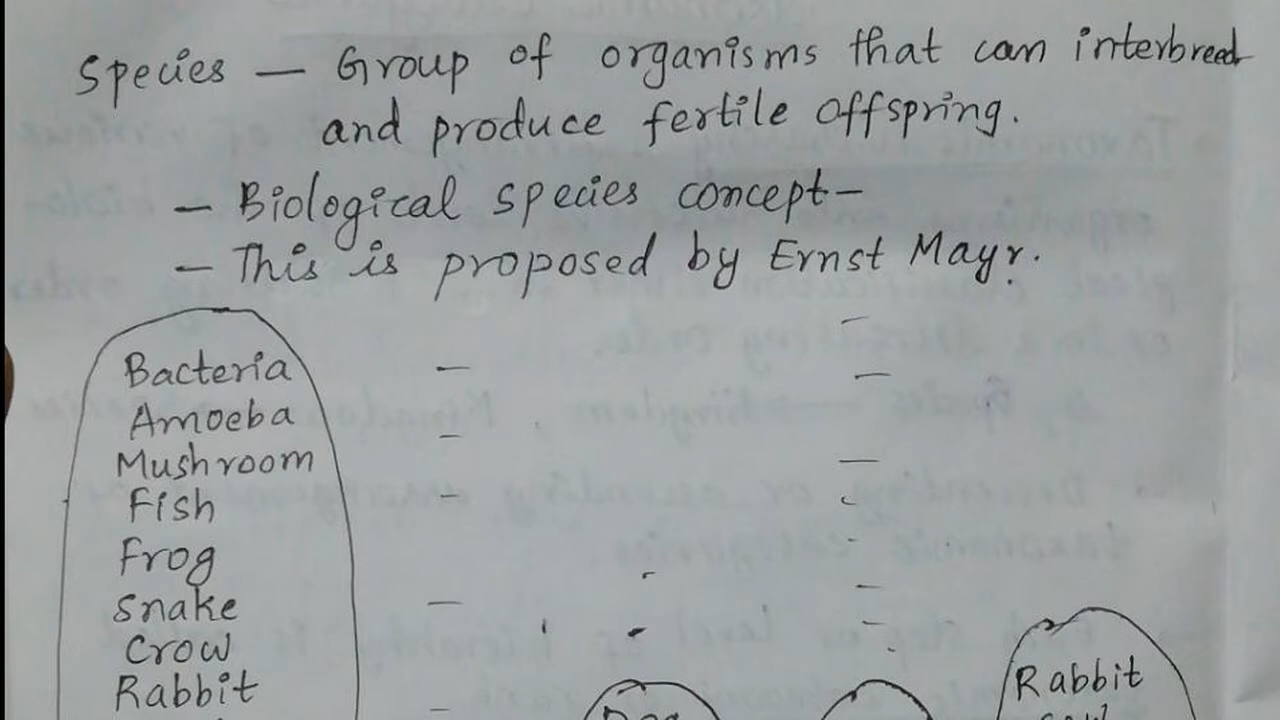 Species — Group of organisms that can interbreed
and produce fertile offspring.
— Biological species concept—
— This is proposed by Ernst Mayr.
Bacteria
Amoeba
Mushroom
Fish
Frog
Snake
Crow
Rabbit
Rabbit